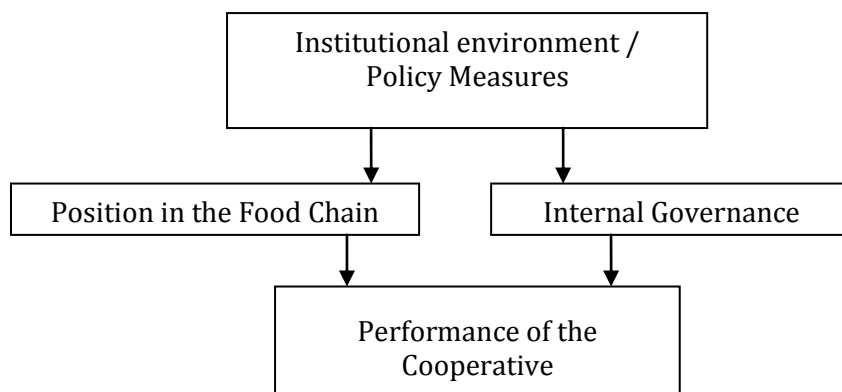 Institutional environment /
Policy Measures
Position in the Food Chain
Internal Governance
Performance of the
Cooperative